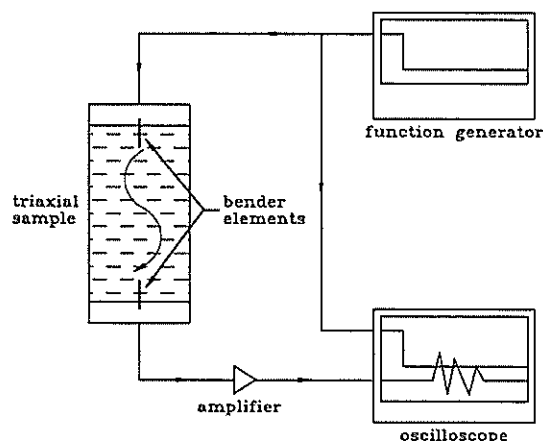 function generator
triaxial
sample
bender
elements
amplifier
oscilloscope